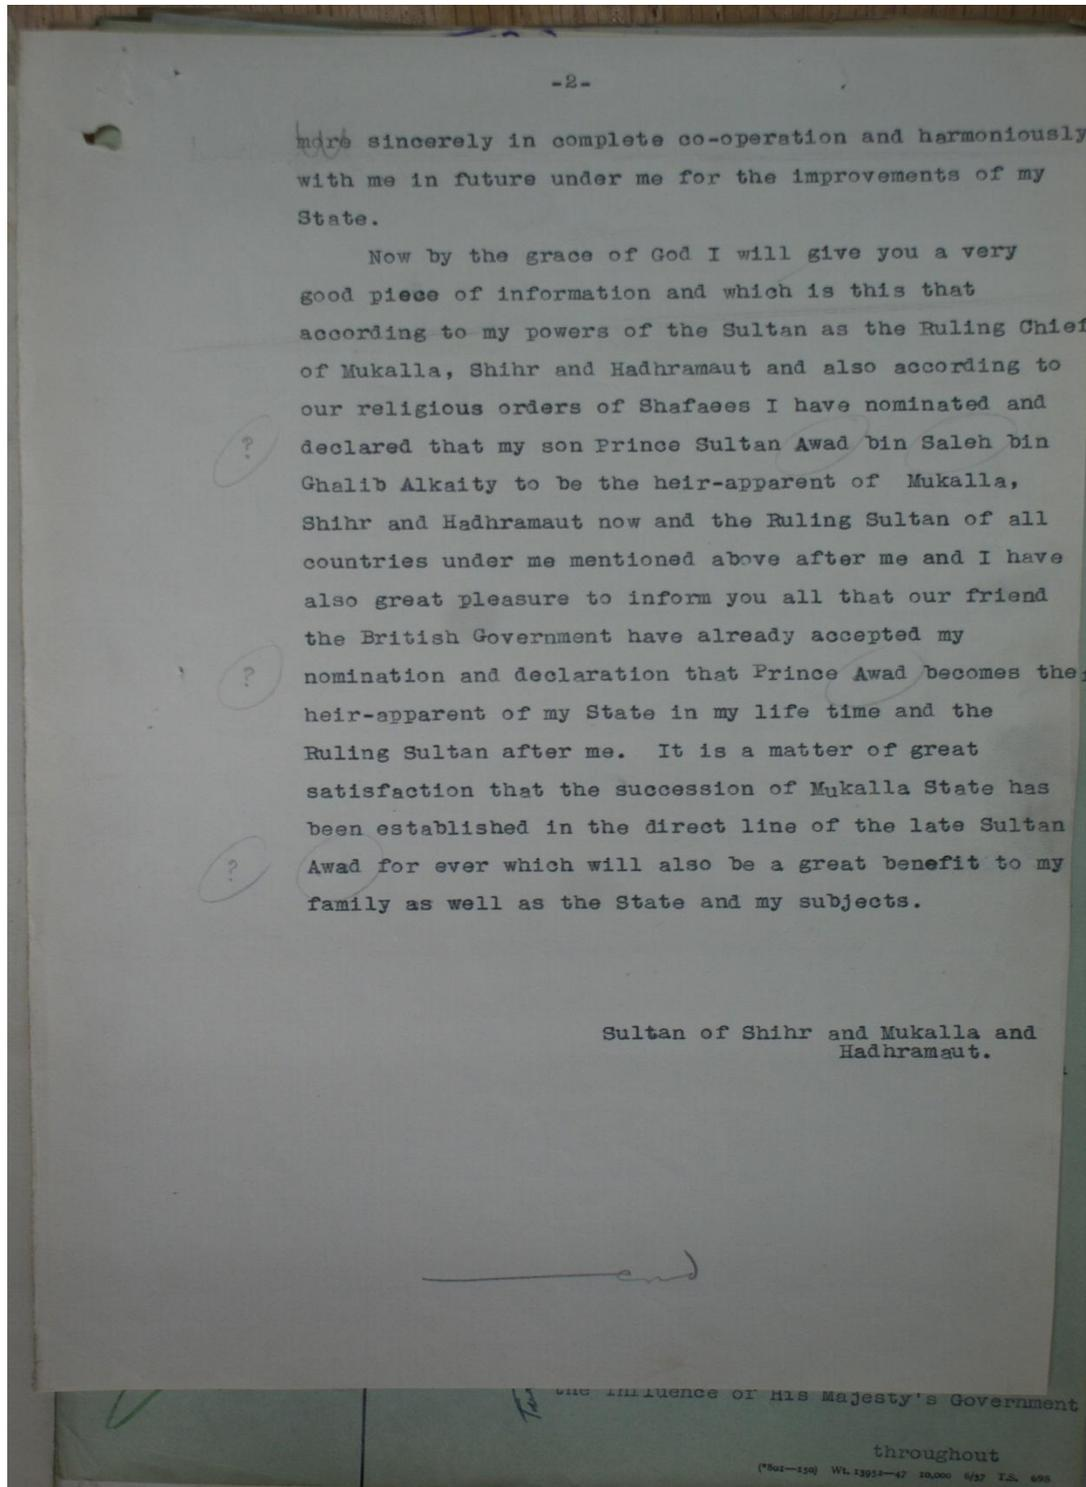 -2-
more sincerely in complete co-operation and harmoniously
with me in future under me for the improvements of my
State.
Now by the grace of God I will give you a very
good piece of information and which is this that
according to my powers of the Sultan as the Ruling Chief
of Mukalla, Shihr and Hadhramaut and also according to
our religious orders of Shafaees I have nominated and
? declared that my son Prince Sultan Awad bin Saleh bin
Ghalib Alkaity to be the heir-apparent of Mukalla,
Shihr and Hadhramaut now and the Ruling Sultan of all
countries under me mentioned above after me and I have
also great pleasure to inform you all that our friend
the British Government have already accepted my
? nomination and declaration that Prince Awad becomes the
heir-apparent of my State in my life time and the
Ruling Sultan after me. It is a matter of great
satisfaction that the succession of Mukalla State has
been established in the direct line of the late Sultan
? Awad for ever which will also be a great benefit to my
family as well as the State and my subjects.
Sultan of Shihr and Mukalla and
Hadhramaut.
end
the influence of His Majesty's Government
throughout
(*801—150) Wt. 13952—47 20,000 6/37 T.S. 698